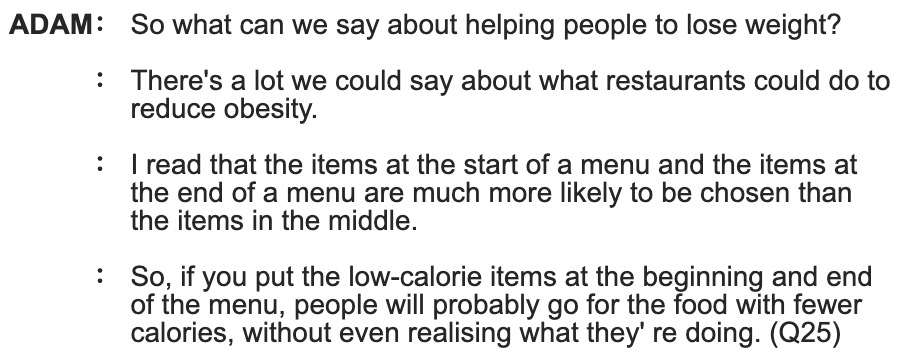 ADAM: So what can we say about helping people to lose weight?
: There's a lot we could say about what restaurants could do to
reduce obesity.
: I read that the items at the start of a menu and the items at
the end of a menu are much more likely to be chosen than
the items in the middle.
: So, if you put the low-calorie items at the beginning and end
of the menu, people will probably go for the food with fewer
calories, without even realising what they' re doing. (Q25)